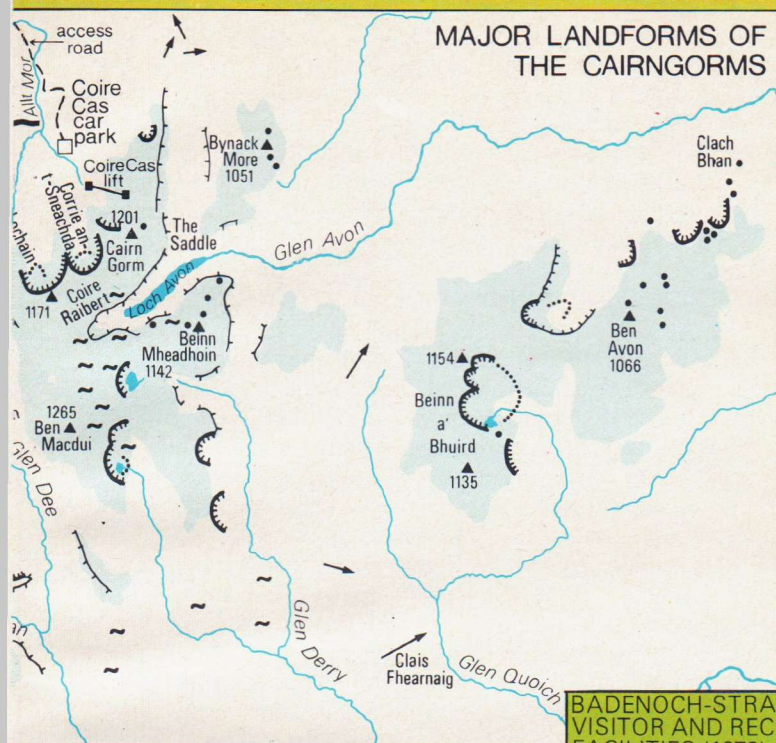 MAJOR LANDFORMS OF
THE CAIRNGORMS
access
road
Allt Mor
Coire
Cas
car
park
Coire Cas
lift
Bynack
More
1051
Clach
Bhan
Corrie an-
t-Sneachda
1201
Cairn
Gorm
The
Saddle
Glen Avon
Loch Avon
1171
Coire
Raibert
Beinn
Mheadhoin
1142
Ben
Avon
1066
1154
Beinn
a'
Bhuird
1135
1265
Ben
Macdui
Glen Dee
Glen Derry
Clais
Fhearnaig
Glen Quoich
BADENOCH-STRA
VISITOR AND REC